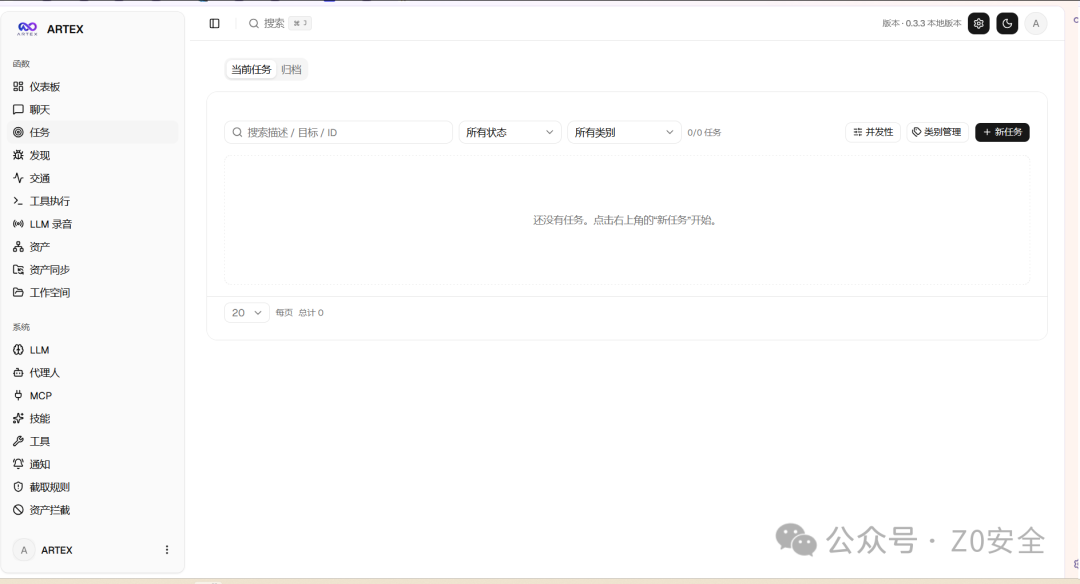 ARTEX
ARTEX
搜索
版本 · 0.3.3 本地版本
A
函数
仪表板
聊天
任务
发现
交通
工具执行
LLM 录音
资产
资产同步
工作空间
系统
LLM
代理人
MCP
技能
工具
通知
截取规则
资产拦截
A ARTEX
当前任务 归档
搜索描述 / 目标 / ID 所有状态 所有类别 0/0 任务 并发性 类别管理 + 新任务
还没有任务。点击右上角的“新任务”开始。
20 每页 总计 0
公众号 · Z0安全